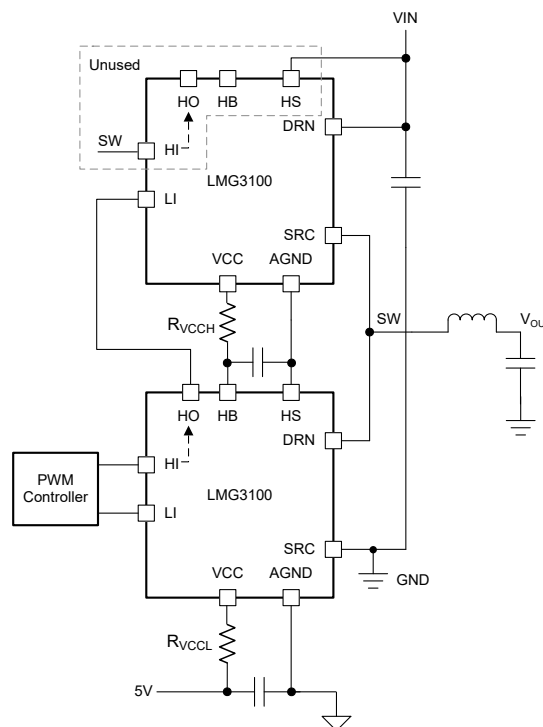 VIN
Unused
HO HB HS
DRN
SW
HI
LMG3100
LI
SRC
VCC AGND
RVCCH
SW
VOU
HO HB HS
DRN
HI
PWM
Controller
LMG3100
LI
SRC
VCC AGND
GND
RVCCL
5V